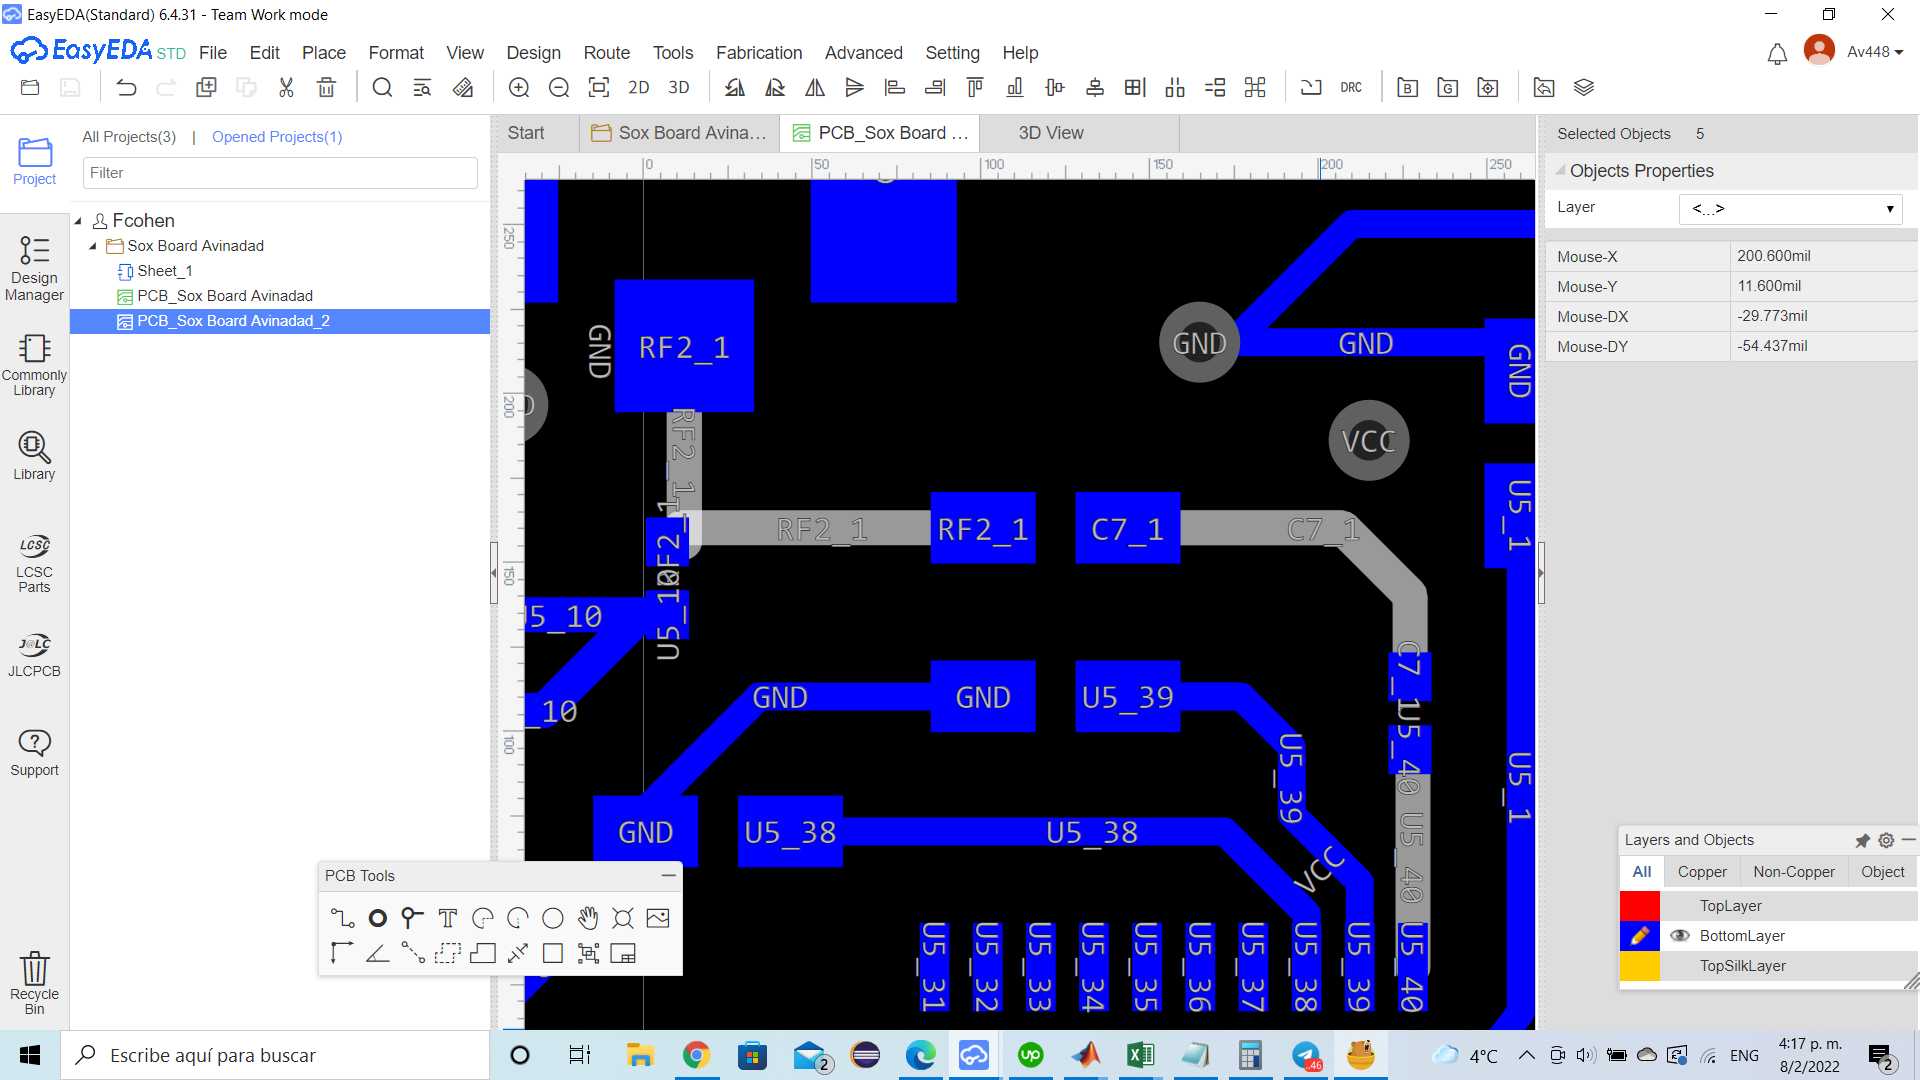 EasyEDA(Standard) 6.4.31 - Team Work mode
EasyEDA STD File Edit Place Format View Design Route Tools Fabrication Advanced Setting Help Av448
2D 3D DRC B G
All Projects(3) | Opened Projects(1)
Filter
Fcohen
Sox Board Avinadad
Sheet_1
PCB_Sox Board Avinadad
PCB_Sox Board Avinadad_2
Project
Design
Manager
Commonly
Library
Library
LCSC
LCSC
Parts
J@LC
JLCPCB
Support
Recycle
Bin
Start Sox Board Avina... PCB_Sox Board ... 3D View
0 50 100 150 200 250
250
200
150
100
GND
RF2_1
RF2_1
RF2_1
RF2_1
RF2_1
C7_1
C7_1
C7_1
GND
GND
GND
VCC
U5_1
U5_1
U5_10
U5_10
_10
GND
GND
U5_39
U5_39
U5_40
U5_40
GND
U5_38
U5_38
VCC
U5_31
U5_32
U5_33
U5_34
U5_35
U5_36
U5_37
U5_38
U5_39
U5_40
PCB Tools
Selected Objects 5
Objects Properties
Layer <...>
Mouse-X 200.600mil
Mouse-Y 11.600mil
Mouse-DX -29.773mil
Mouse-DY -54.437mil
Layers and Objects
All Copper Non-Copper Object
TopLayer
BottomLayer
TopSilkLayer
Escribe aquí para buscar
2
up
.46
4°C
ENG
4:17 p. m.
8/2/2022
2